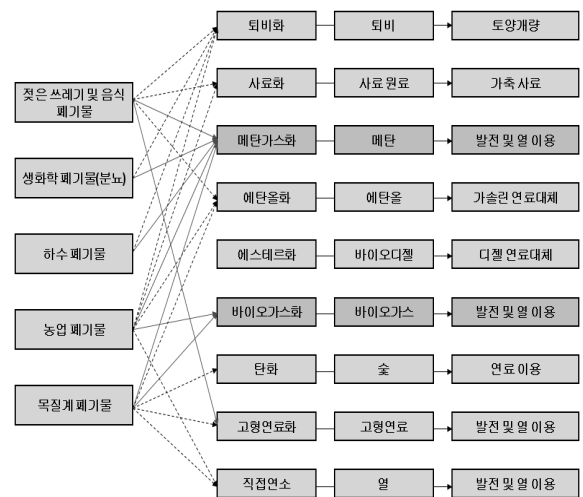 퇴비화 퇴비 토양개량
젖은 쓰레기 및 음식
폐기물
사료화 사료 원료 가축 사료
메탄가스화 메탄 발전 및 열 이용
생화학 폐기물(분뇨)
에탄올화 에탄올 가솔린 연료대체
하수 폐기물
에스테르화 바이오디젤 디젤 연료대체
농업 폐기물
바이오가스화 바이오가스 발전 및 열 이용
탄화 숯 연료 이용
목질계 폐기물
고형연료화 고형연료 발전 및 열 이용
직접연소 열 발전 및 열 이용